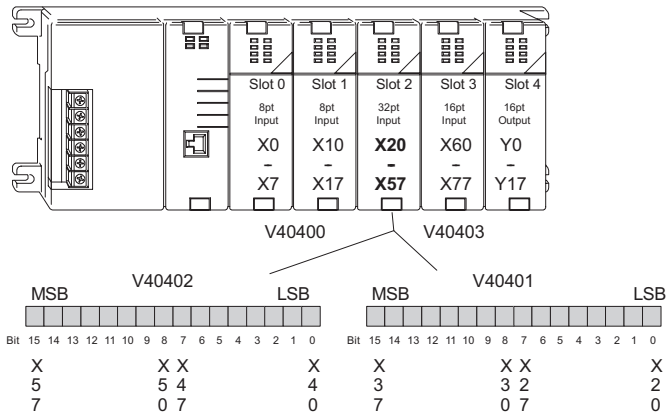 Slot 0 Slot 1 Slot 2 Slot 3 Slot 4
8pt 8pt 32pt 16pt 16pt
Input Input Input Input Output
X0 X10 X20 X60 Y0
- - - - -
X7 X17 X57 X77 Y17
V40400 V40403
V40402 V40401
MSB LSB MSB LSB
Bit 15 14 13 12 11 10 9 8 7 6 5 4 3 2 1 0 Bit 15 14 13 12 11 10 9 8 7 6 5 4 3 2 1 0
X X X X X X X X
5 5 4 4 3 3 2 2
7 0 7 0 7 0 7 0